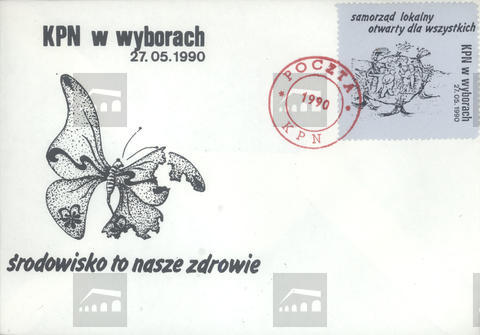 KPN w wyborach
27.05.1990
samorząd lokalny
otwarty dla wszystkich
KPN w wyborach
27.05.1990
* POCZTA *
1990
KPN
środowisko to nasze zdrowie